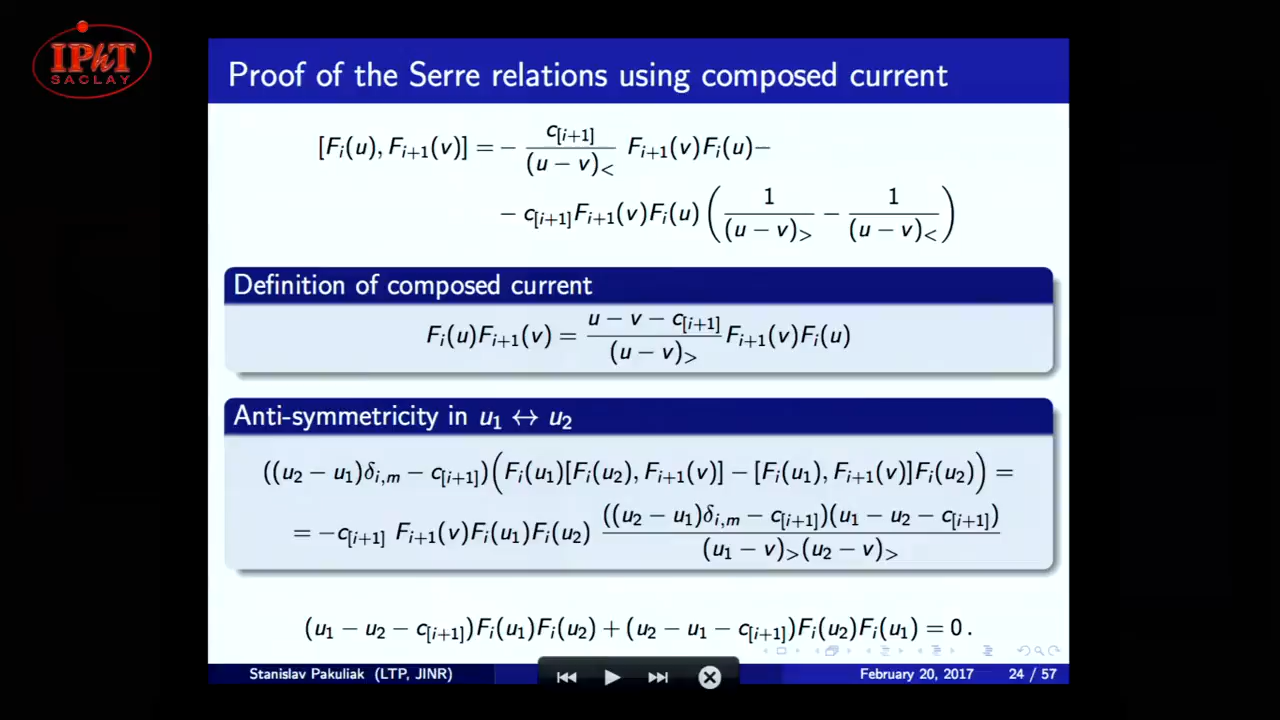 IPhT
SACLAY
Proof of the Serre relations using composed current
[F_i(u), F_{i+1}(v)] = − \frac{c_{[i+1]}}{(u − v)_<} F_{i+1}(v)F_i(u)−
− c_{[i+1]}F_{i+1}(v)F_i(u) ( \frac{1}{(u − v)_>} − \frac{1}{(u − v)_<} )
Definition of composed current
F_i(u)F_{i+1}(v) = \frac{u − v − c_{[i+1]}}{(u − v)_>} F_{i+1}(v)F_i(u)
Anti-symmetricity in u_1 ↔ u_2
((u_2 − u_1)δ_{i,m} − c_{[i+1]})(F_i(u_1)[F_i(u_2), F_{i+1}(v)] − [F_i(u_1), F_{i+1}(v)]F_i(u_2)) =
= −c_{[i+1]} F_{i+1}(v)F_i(u_1)F_i(u_2) \frac{((u_2 − u_1)δ_{i,m} − c_{[i+1]})(u_1 − u_2 − c_{[i+1]})}{(u_1 − v)_>(u_2 − v)_>}
(u_1 − u_2 − c_{[i+1]})F_i(u_1)F_i(u_2) + (u_2 − u_1 − c_{[i+1]})F_i(u_2)F_i(u_1) = 0 .
Stanislav Pakuliak (LTP, JINR) February 20, 2017 24 / 57